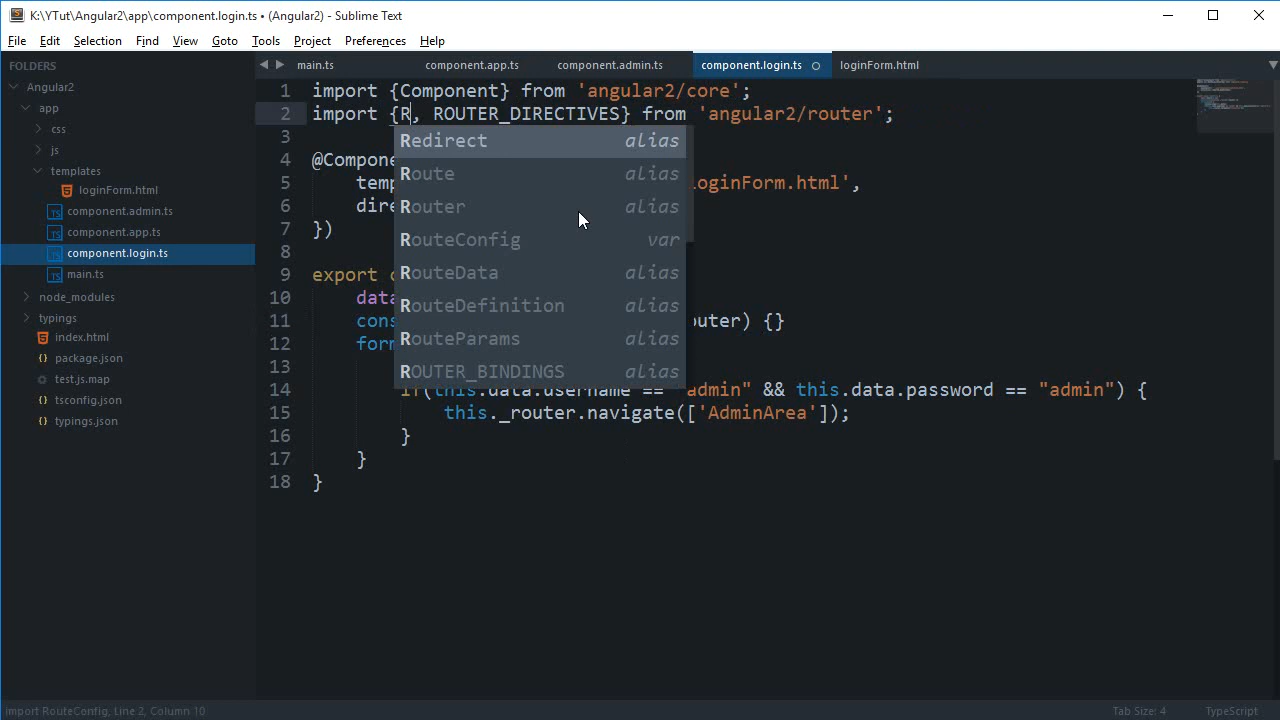 K:\YTut\Angular2\app\component.login.ts • (Angular2) - Sublime Text
File Edit Selection Find View Goto Tools Project Preferences Help
FOLDERS
Angular2
app
css
js
templates
loginForm.html
component.admin.ts
component.app.ts
component.login.ts
main.ts
node_modules
typings
index.html
package.json
test.js.map
tsconfig.json
typings.json
main.ts component.app.ts component.admin.ts component.login.ts loginForm.html
1 import {Component} from 'angular2/core';
2 import {R, ROUTER_DIRECTIVES} from 'angular2/router';
3
4 @Compone
5 temp loginForm.html',
6 dire
7 })
8
9 export c
10 data
11 cons outer) {}
12 form
13
14 if(this.data.username == "admin" && this.data.password == "admin") {
15 this._router.navigate(['AdminArea']);
16 }
17 }
18 }
Redirect alias
Route alias
Router alias
RouteConfig var
RouteData alias
RouteDefinition alias
RouteParams alias
ROUTER_BINDINGS alias
import RouteConfig, Line 2, Column 10
Tab Size: 4 TypeScript